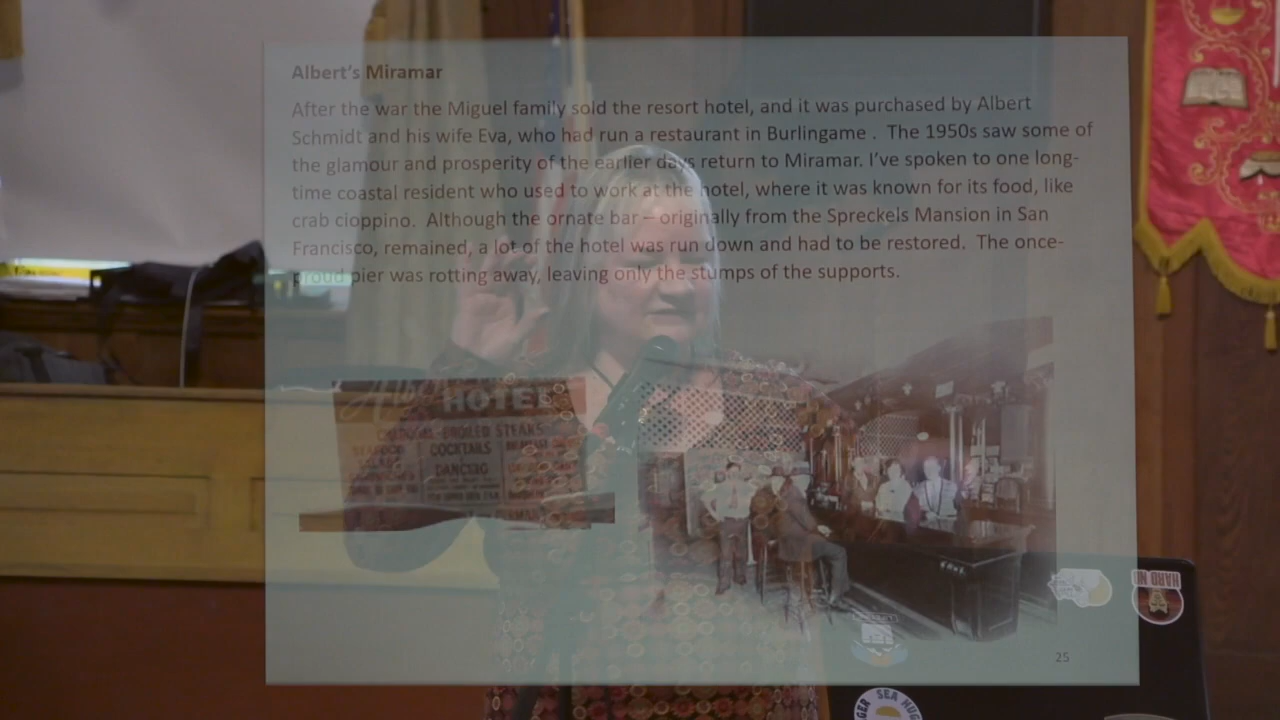 Albert's Miramar
After the war the Miguel family sold the resort hotel, and it was purchased by Albert
Schmidt and his wife Eva, who had run a restaurant in Burlingame . The 1950s saw some of
the glamour and prosperity of the earlier days return to Miramar. I've spoken to one long-
time coastal resident who used to work at the hotel, where it was known for its food, like
crab cioppino. Although the ornate bar – originally from the Spreckels Mansion in San
Francisco, remained, a lot of the hotel was run down and had to be restored. The once-
proud pier was rotting away, leaving only the stumps of the supports.
HOTEL
CHARCOAL-BROILED STEAKS
SEAFOOD
COCKTAILS
DANCING
25
HARD NO
SEA HUG